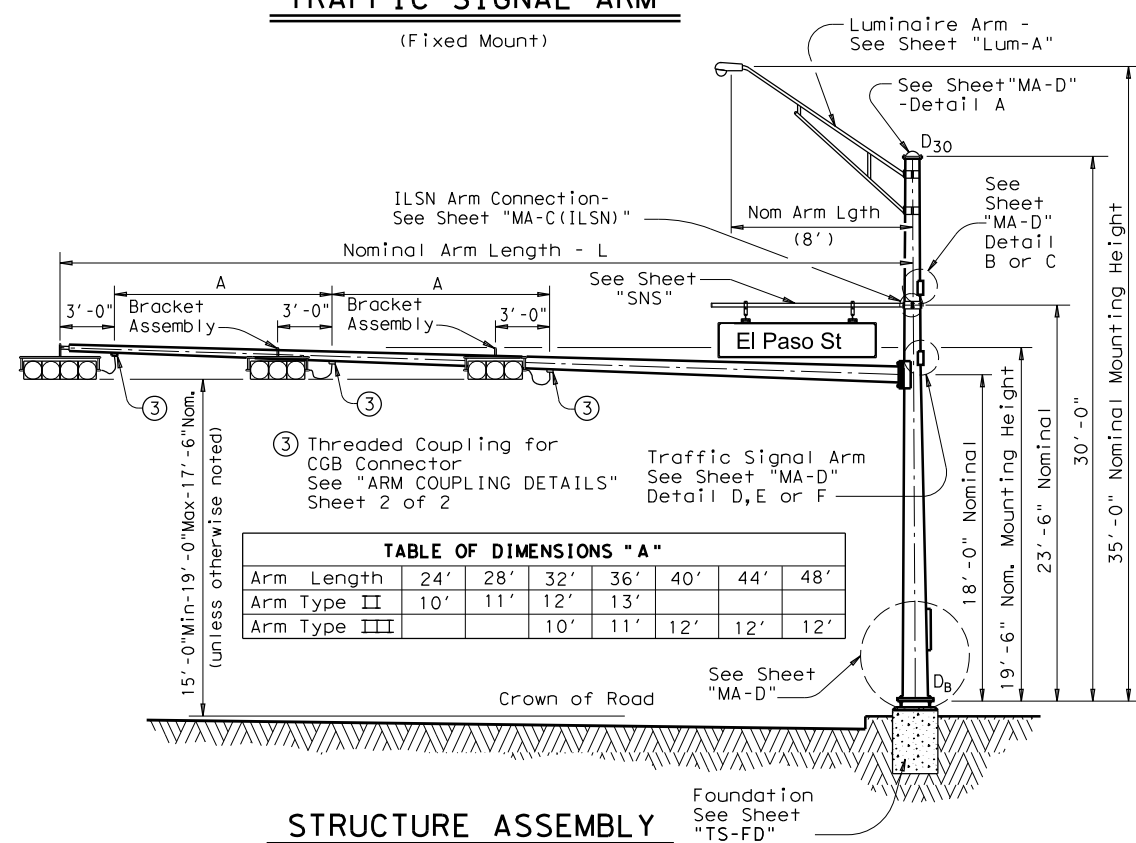 TRAFFIC SIGNAL ARM
(Fixed Mount)
Luminaire Arm -
See Sheet "Lum-A"
See Sheet"MA-D"
-Detail A
D30
ILSN Arm Connection-
See Sheet "MA-C(ILSN)"
Nom Arm Lgth
(8')
See
Sheet
"MA-D"
Detail
B or C
Nominal Arm Length - L
See Sheet
"SNS"
A
A
3'-0"
Bracket
Assembly
3'-0"
Bracket
Assembly
3'-0"
El Paso St
3
3
3
3 Threaded Coupling for
CGB Connector
See "ARM COUPLING DETAILS"
Sheet 2 of 2
Traffic Signal Arm
See Sheet "MA-D"
Detail D,E or F
15'-0"Min-19'-0"Max-17'-6"Nom.
(unless otherwise noted)
18'-0" Nominal
19'-6" Nom. Mounting Height
23'-6" Nominal
30'-0"
35'-0" Nominal Mounting Height
TABLE OF DIMENSIONS "A"
Arm Length 24' 28' 32' 36' 40' 44' 48'
Arm Type II 10' 11' 12' 13'
Arm Type III 10' 11' 12' 12' 12'
See Sheet
"MA-D"
DB
Crown of Road
STRUCTURE ASSEMBLY
Foundation
See Sheet
"TS-FD"